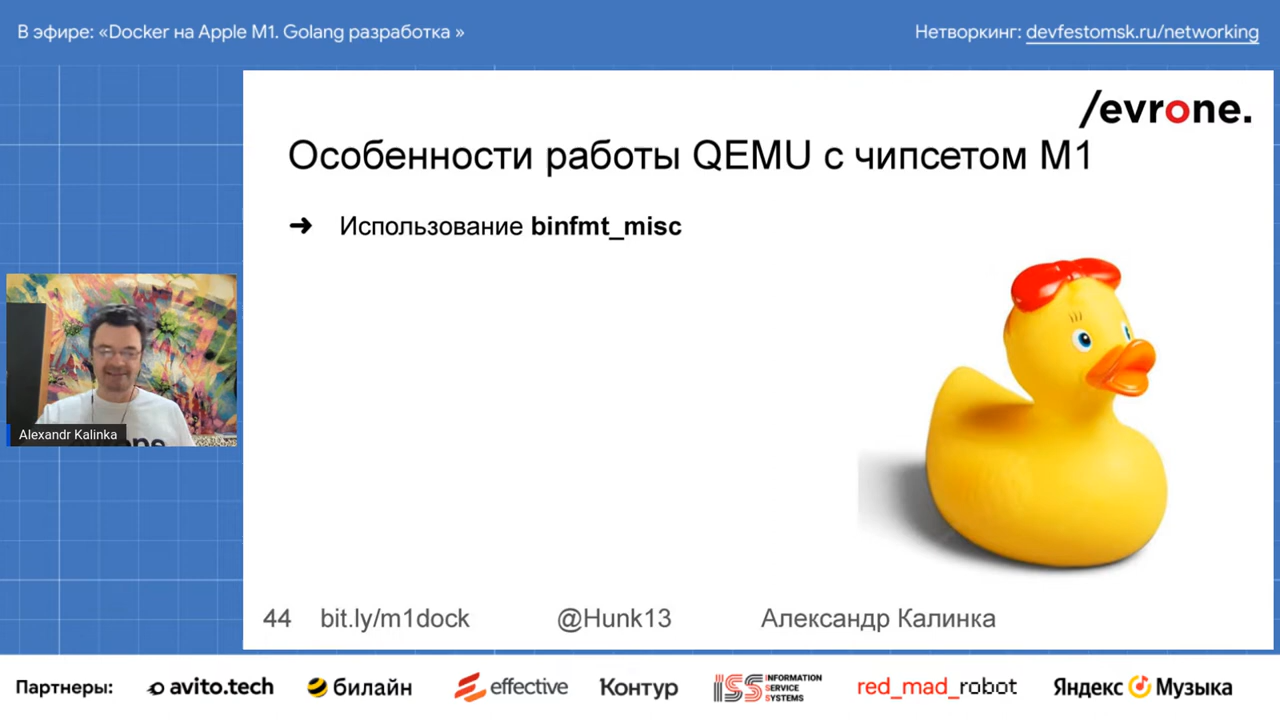 В эфире: «Docker на Apple M1. Golang разработка »
Нетворкинг: devfestomsk.ru/networking
/evrone.
Особенности работы QEMU с чипсетом M1
➜ Использование binfmt_misc
Alexandr Kalinka
44 bit.ly/m1dock @Hunk13 Александр Калинка
Партнеры: avito.tech билайн effective Контур ISS INFORMATION SERVICE SYSTEMS red_mad_robot Яндекс Музыка